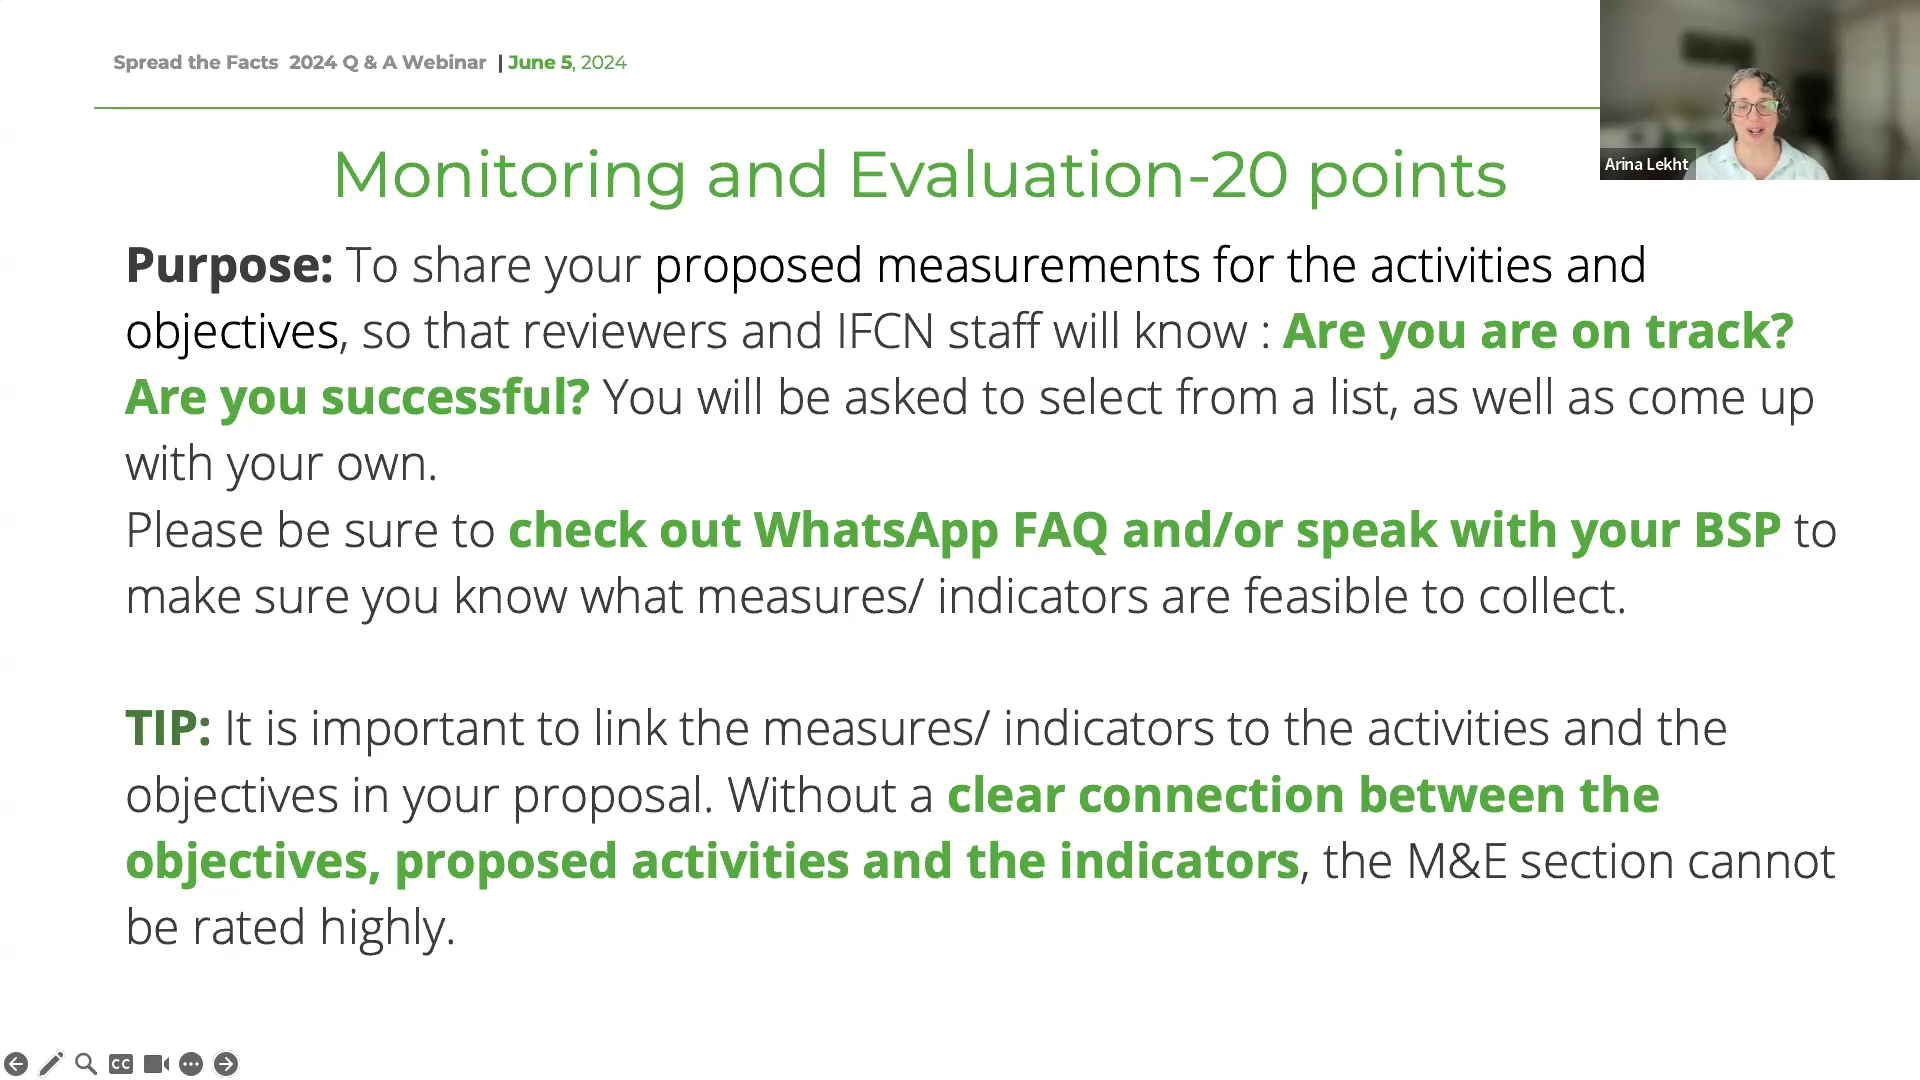 Spread the Facts 2024 Q & A Webinar | June 5, 2024
Arina Lekht
Monitoring and Evaluation-20 points
Purpose: To share your proposed measurements for the activities and
objectives, so that reviewers and IFCN staff will know : Are you are on track?
Are you successful? You will be asked to select from a list, as well as come up
with your own.
Please be sure to check out WhatsApp FAQ and/or speak with your BSP to
make sure you know what measures/ indicators are feasible to collect.
TIP: It is important to link the measures/ indicators to the activities and the
objectives in your proposal. Without a clear connection between the
objectives, proposed activities and the indicators, the M&E section cannot
be rated highly.
CC